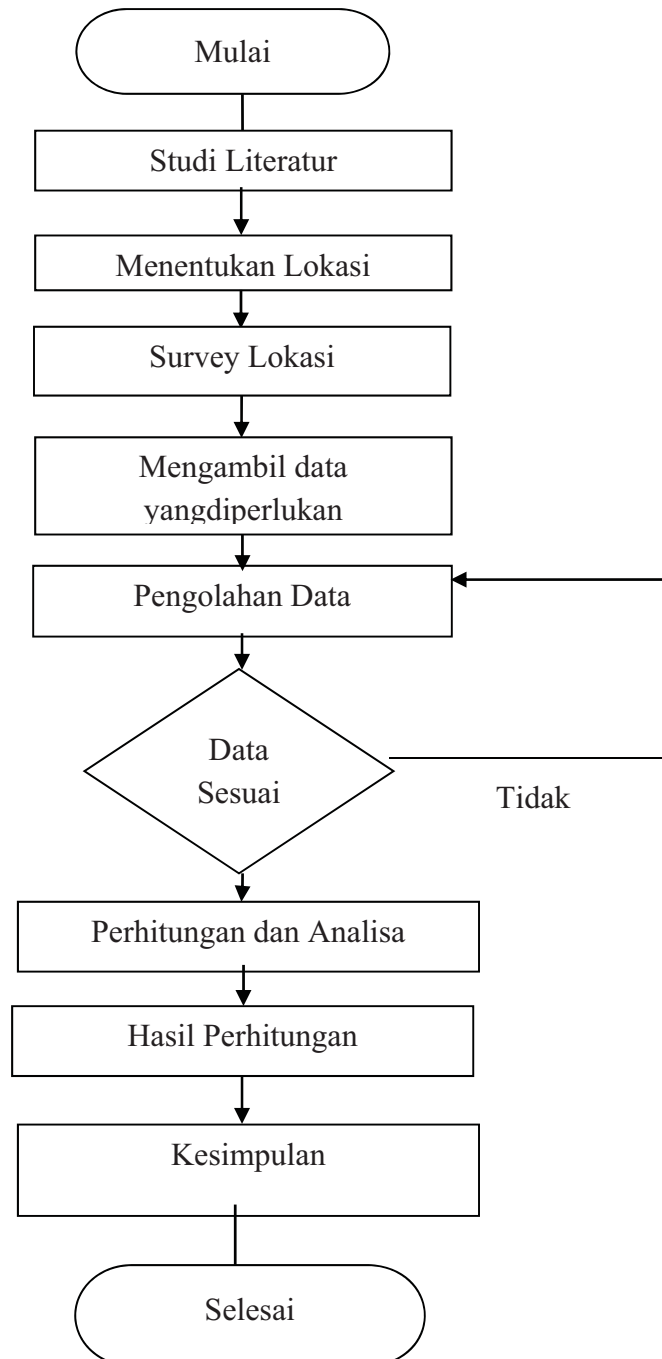 Mulai
Studi Literatur
Menentukan Lokasi
Survey Lokasi
Mengambil data
yangdiperlukan
Pengolahan Data
Data
Sesuai
Tidak
Perhitungan dan Analisa
Hasil Perhitungan
Kesimpulan
Selesai